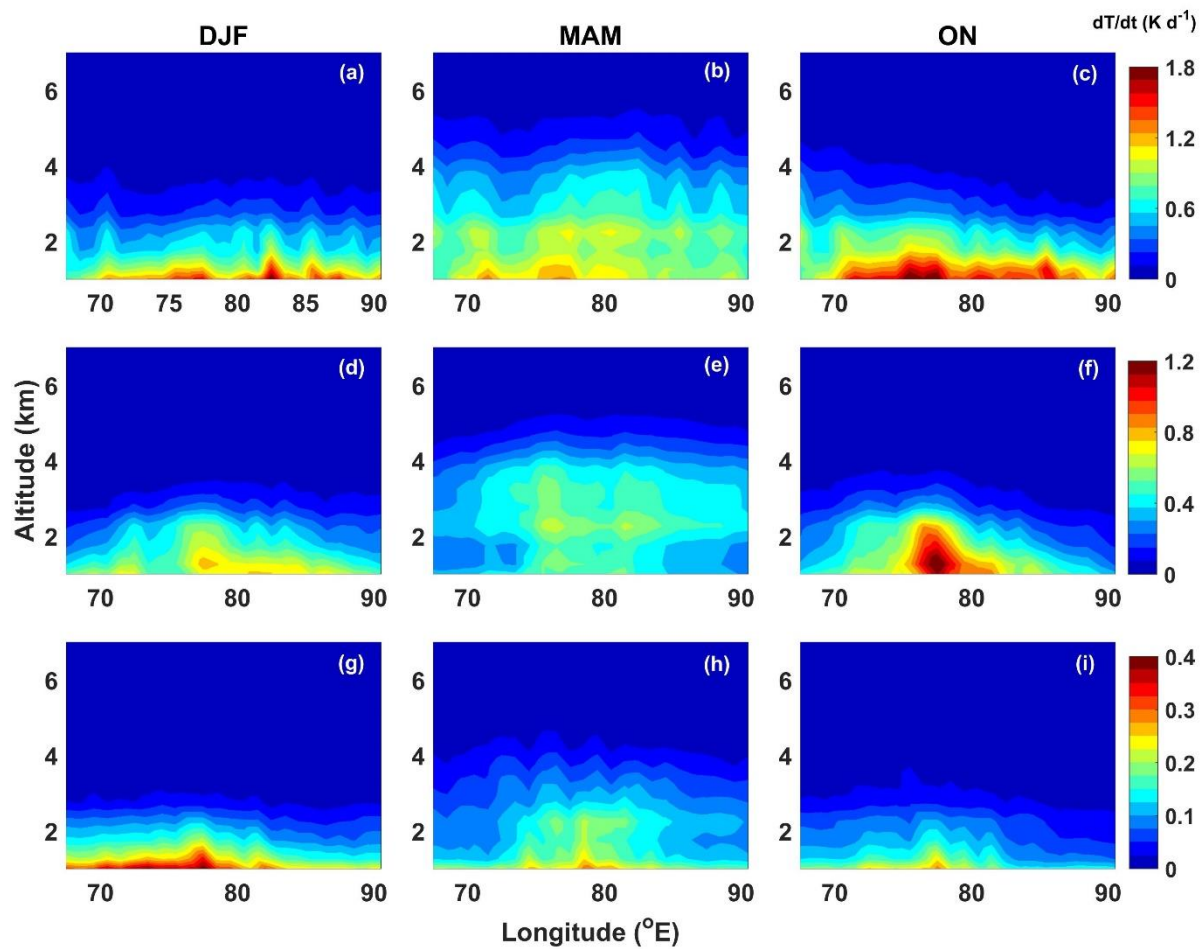 DJF MAM ON dT/dt (K d⁻¹)
(a) (b) (c) 1.8
6 6 6
1.2
4 4 4
0.6
2 2 2
0
70 75 80 85 90 70 80 90 70 80 90
(d) (e) (f) 1.2
6 6 6
0.8
4 4 4
0.4
2 2 2
0
70 80 90 70 80 90 70 80 90
Altitude (km)
(g) (h) (i) 0.4
6 6 6
0.3
4 4 4
0.2
2 2 2
0.1
0
70 80 90 70 80 90 70 80 90
Longitude (°E)